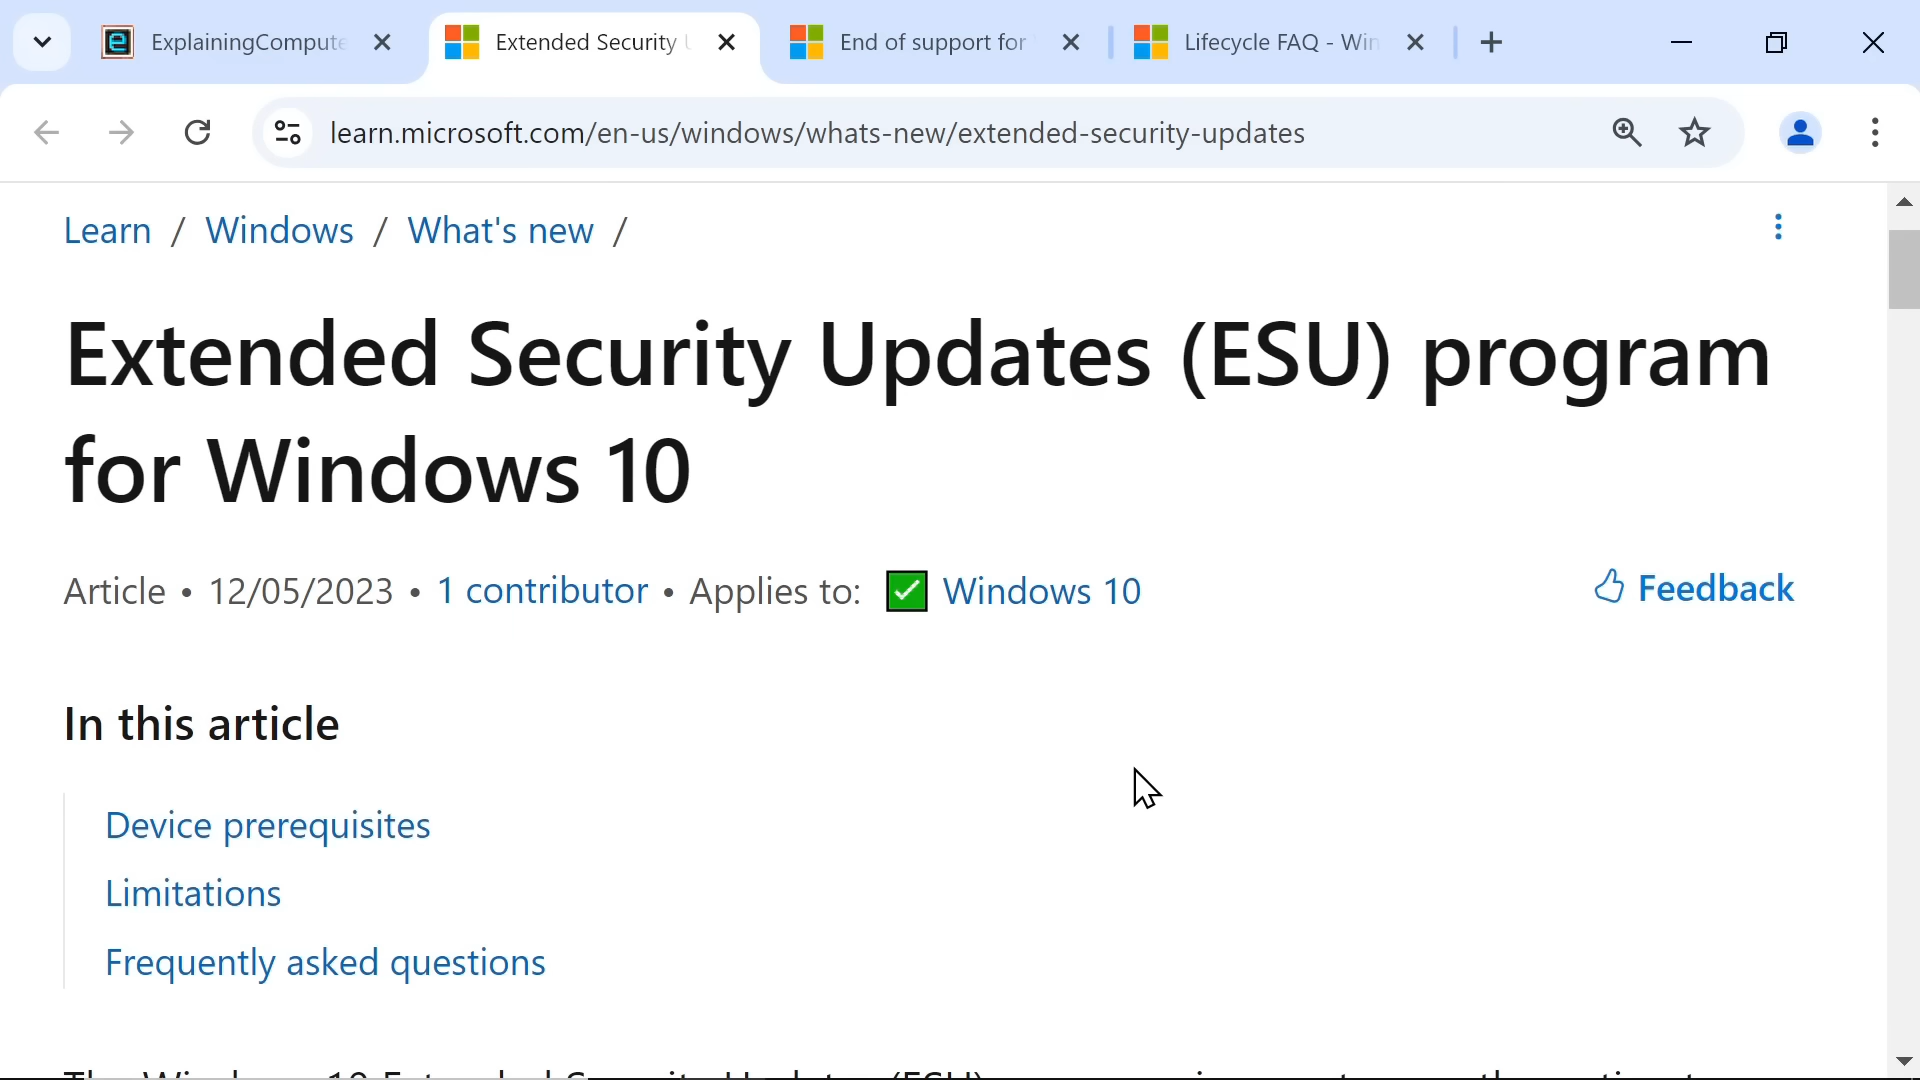 ExplainingCompute
Extended Security
End of support for
Lifecycle FAQ - Win
learn.microsoft.com/en-us/windows/whats-new/extended-security-updates
Learn / Windows / What's new /
Extended Security Updates (ESU) program
for Windows 10
Article • 12/05/2023 • 1 contributor • Applies to: ✅ Windows 10
Feedback
In this article
Device prerequisites
Limitations
Frequently asked questions